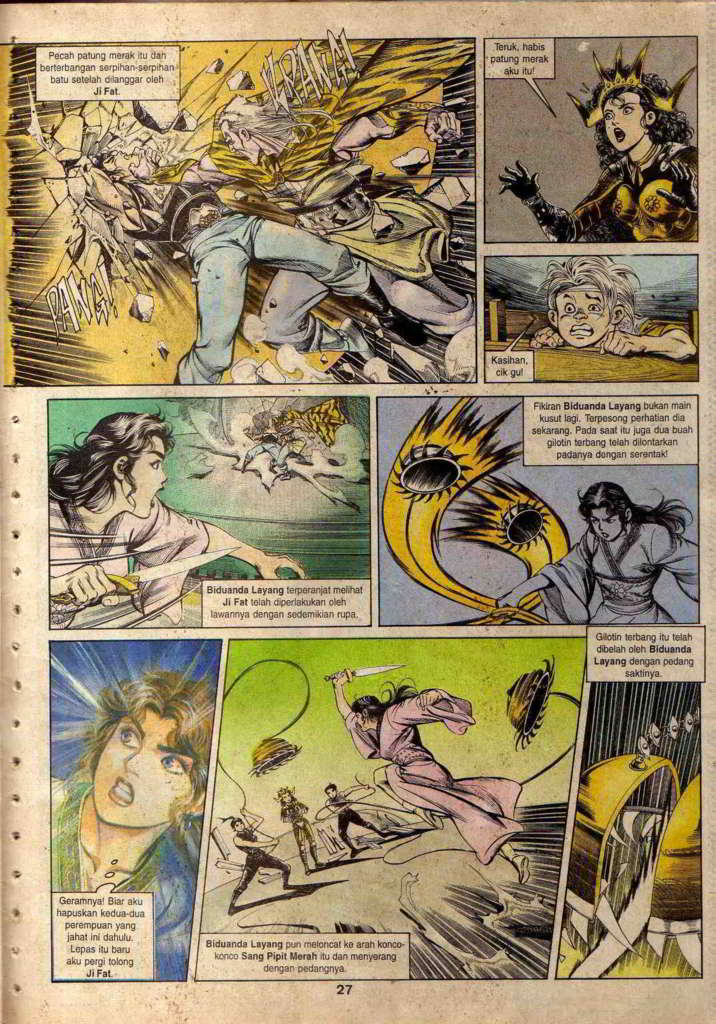 Pecah patung merak itu dan
berterbangan serpihan-serpihan
batu setelah dilanggar oleh
Ji Fat.
KRANG!
PANG!
Teruk, habis
patung merak
aku itu!
Kasihan,
cik gu!
Biduanda Layang terperanjat melihat
Ji Fat telah diperlakukan oleh
lawannya dengan sedemikian rupa.
Fikiran Biduanda Layang bukan main
kusut lagi. Terpesong perhatian dia
sekarang. Pada saat itu juga dua buah
gilotin terbang telah dilontarkan
padanya dengan serentak!
Geramnya! Biar aku
hapuskan kedua-dua
perempuan yang
jahat ini dahulu.
Lepas itu baru
aku pergi tolong
Ji Fat.
Biduanda Layang pun meloncat ke arah konco-
konco Sang Pipit Merah itu dan menyerang
dengan pedangnya.
Gilotin terbang itu telah
dibelah oleh Biduanda
Layang dengan pedang
saktinya.
27